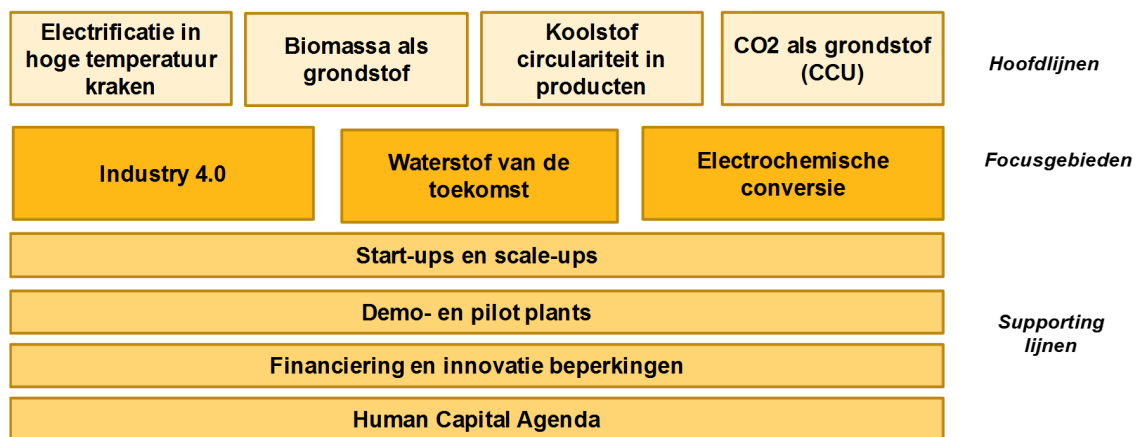 Electrificatie in
hoge temperatuur
kraken
Biomassa als
grondstof
Koolstof
circulariteit in
producten
CO2 als grondstof
(CCU)
Hoofdlijnen
Industry 4.0
Waterstof van de
toekomst
Electrochemische
conversie
Focusgebieden
Start-ups en scale-ups
Demo- en pilot plants
Financiering en innovatie beperkingen
Human Capital Agenda
Supporting
lijnen